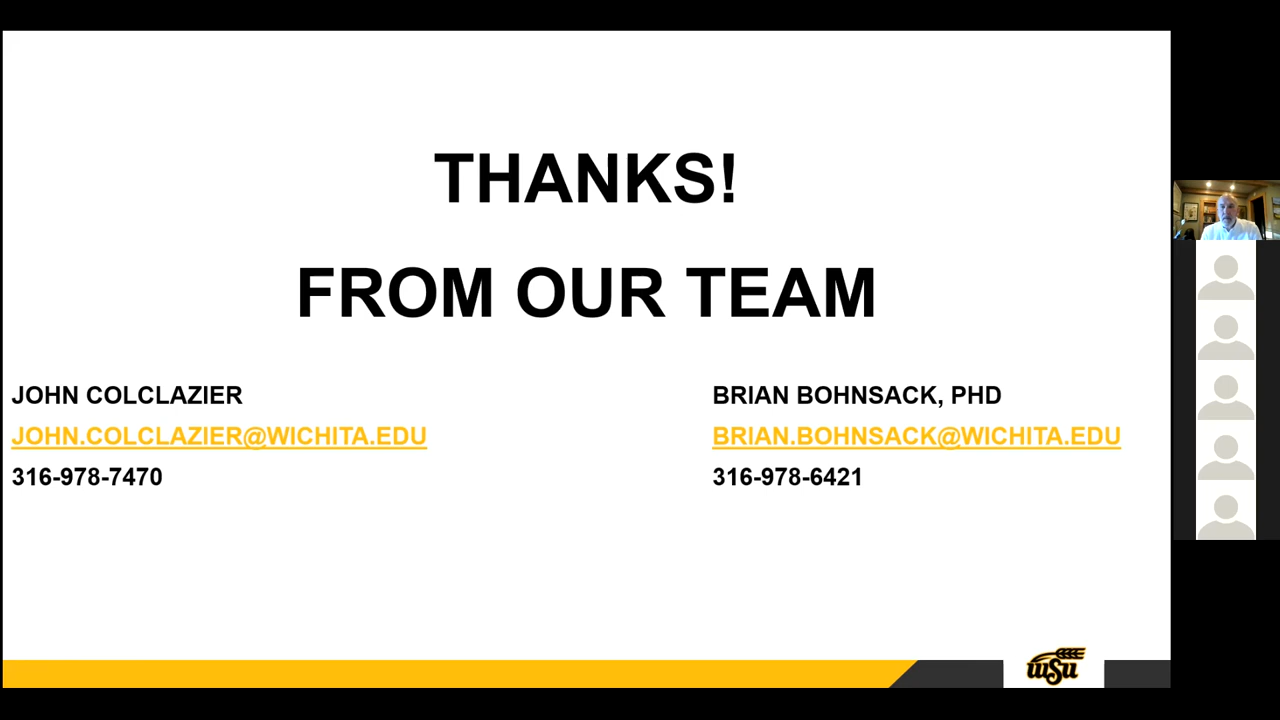 THANKS!
FROM OUR TEAM
JOHN COLCLAZIER
JOHN.COLCLAZIER@WICHITA.EDU
316-978-7470
BRIAN BOHNSACK, PHD
BRIAN.BOHNSACK@WICHITA.EDU
316-978-6421
WSU